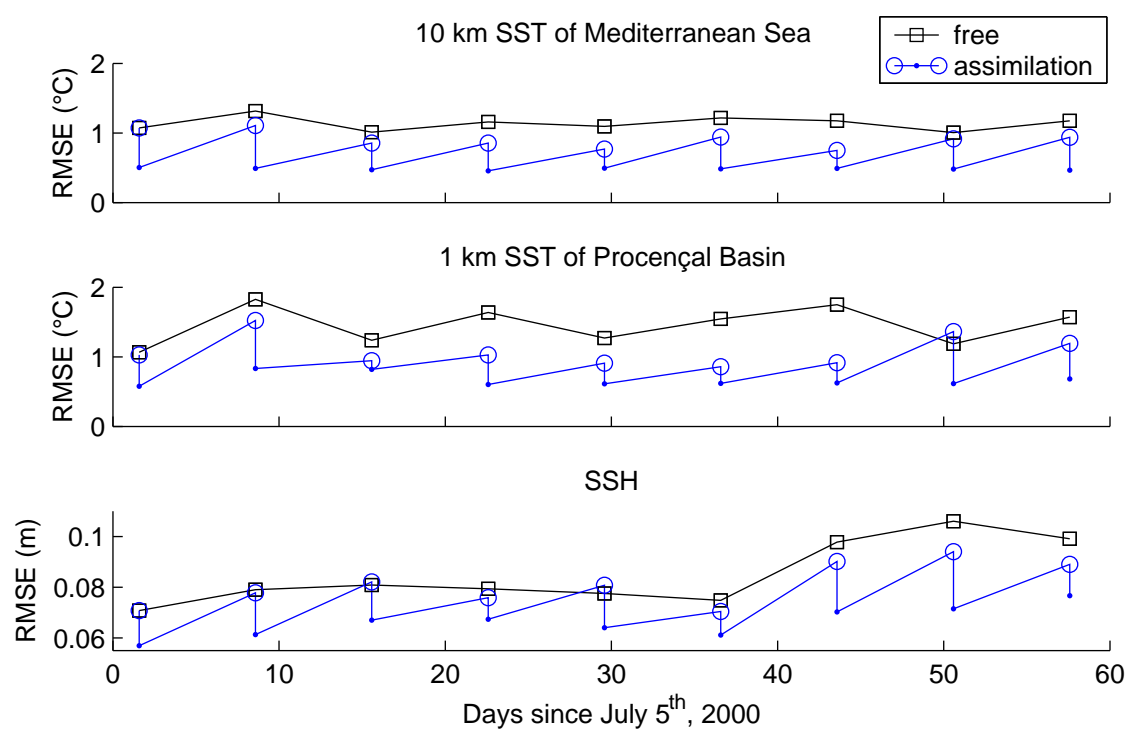 10 km SST of Mediterranean Sea
free
assimilation
RMSE (°C)
2
1
0
1 km SST of Procençal Basin
RMSE (°C)
2
1
0
SSH
RMSE (m)
0.1
0.08
0.06
0 10 20 30 40 50 60
Days since July 5th, 2000